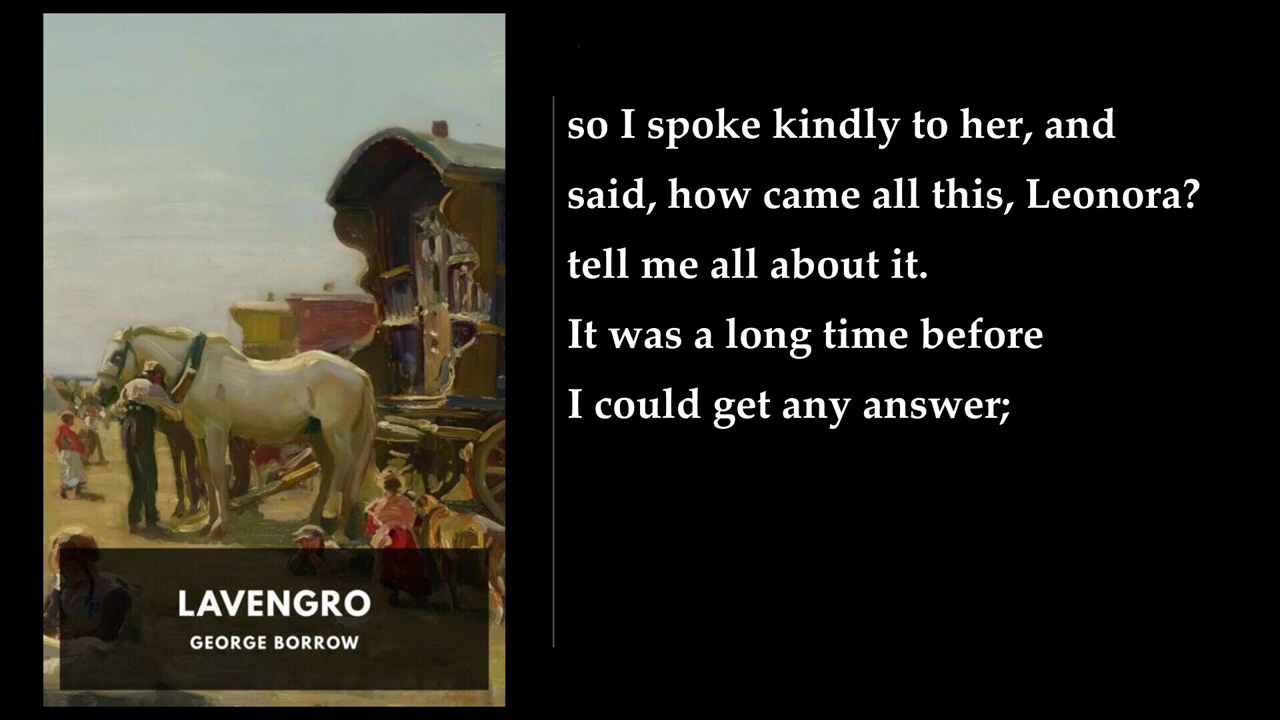 so I spoke kindly to her, and
said, how came all this, Leonora?
tell me all about it.
It was a long time before
I could get any answer;
LAVENGRO
GEORGE BORROW